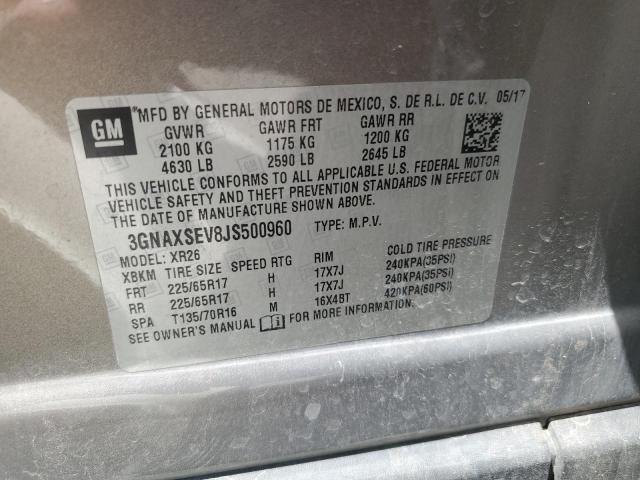 GM
MFD BY GENERAL MOTORS DE MEXICO, S. DE R.L. DE C.V. 05/17
GVWR GAWR FRT GAWR RR
2100 KG 1175 KG 1200 KG
4630 LB 2590 LB 2645 LB
THIS VEHICLE CONFORMS TO ALL APPLICABLE U.S. FEDERAL MOTOR
VEHICLE SAFETY AND THEFT PREVENTION STANDARDS IN EFFECT ON
THE DATE OF MANUFACTURE SHOWN ABOVE.
3GNAXSEV8JS500960 TYPE: M.P.V.
MODEL: XR26
XBKM TIRE SIZE SPEED RTG RIM COLD TIRE PRESSURE
FRT 225/65R17 H 17X7J 240KPA(35PSI)
RR 225/65R17 H 17X7J 240KPA(35PSI)
SPA T135/70R16 M 16X4BT 420KPA(60PSI)
SEE OWNER'S MANUAL FOR MORE INFORMATION.